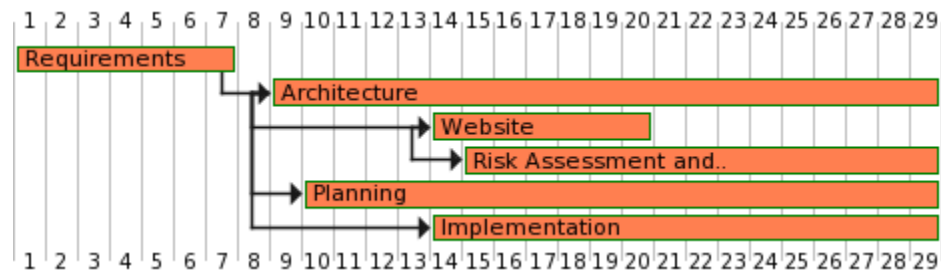 1 2 3 4 5 6 7 8 9 10 11 12 13 14 15 16 17 18 19 20 21 22 23 24 25 26 27 28 29
Requirements
Architecture
Website
Risk Assessment and..
Planning
Implementation
1 2 3 4 5 6 7 8 9 10 11 12 13 14 15 16 17 18 19 20 21 22 23 24 25 26 27 28 29